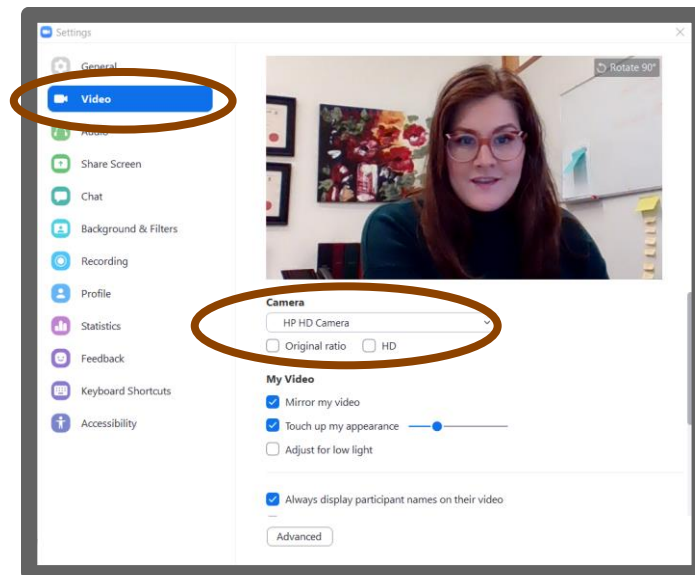 Settings
General
Rotate 90°
Video
Audio
Share Screen
Chat
Background & Filters
Recording
Profile
Statistics
Feedback
Keyboard Shortcuts
Accessibility
Camera
HP HD Camera
Original ratio HD
My Video
Mirror my video
Touch up my appearance
Adjust for low light
Always display participant names on their video
Advanced